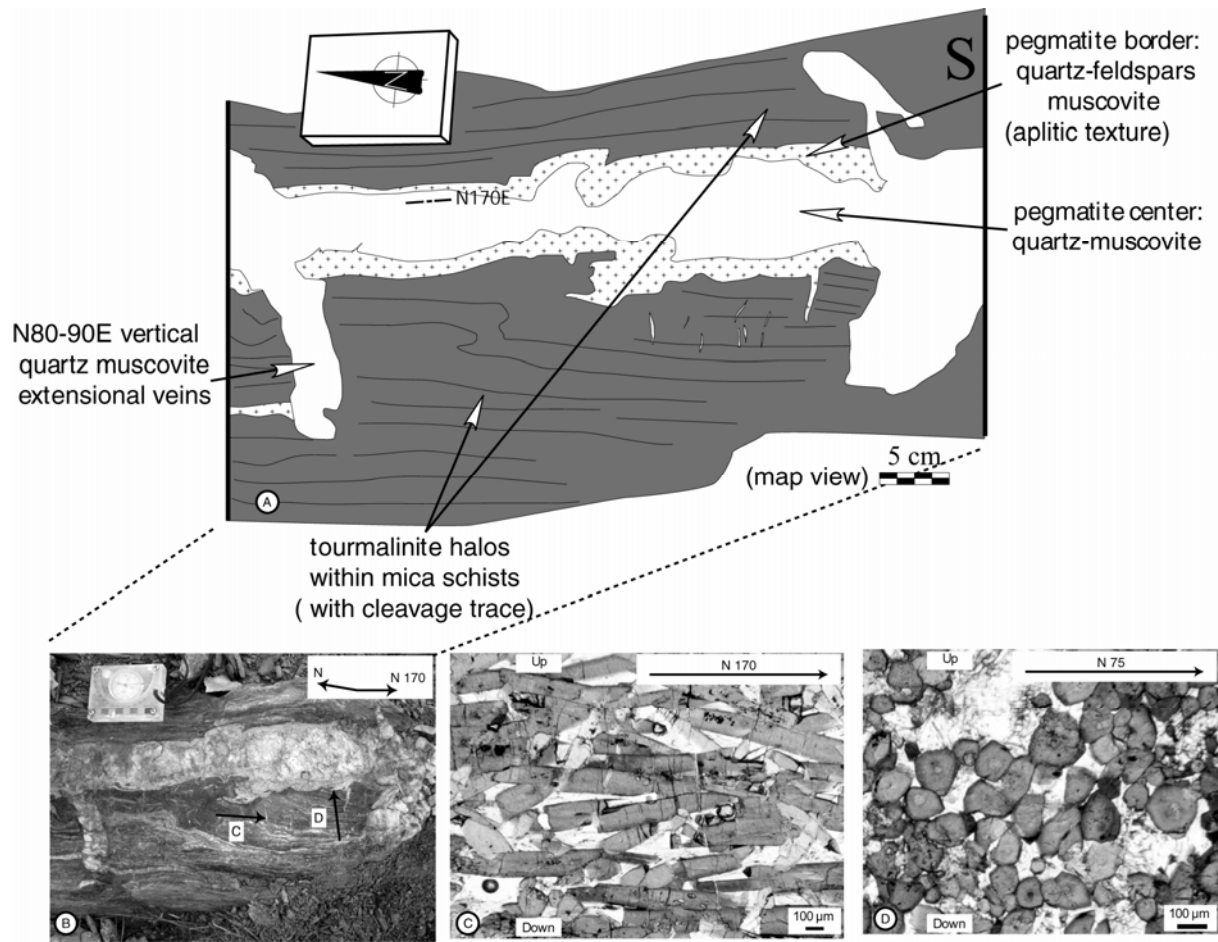 N
S
pegmatite border:
quartz-feldspars
muscovite
(aplitic texture)
N170E
pegmatite center:
quartz-muscovite
N80-90E vertical
quartz muscovite
extensional veins
5 cm
(map view)
A
tourmalinite halos
within mica schists
( with cleavage trace)
N
N 170
C
D
B
Up
N 170
C
Down
100 µm
Up
N 75
D
Down
100 µm